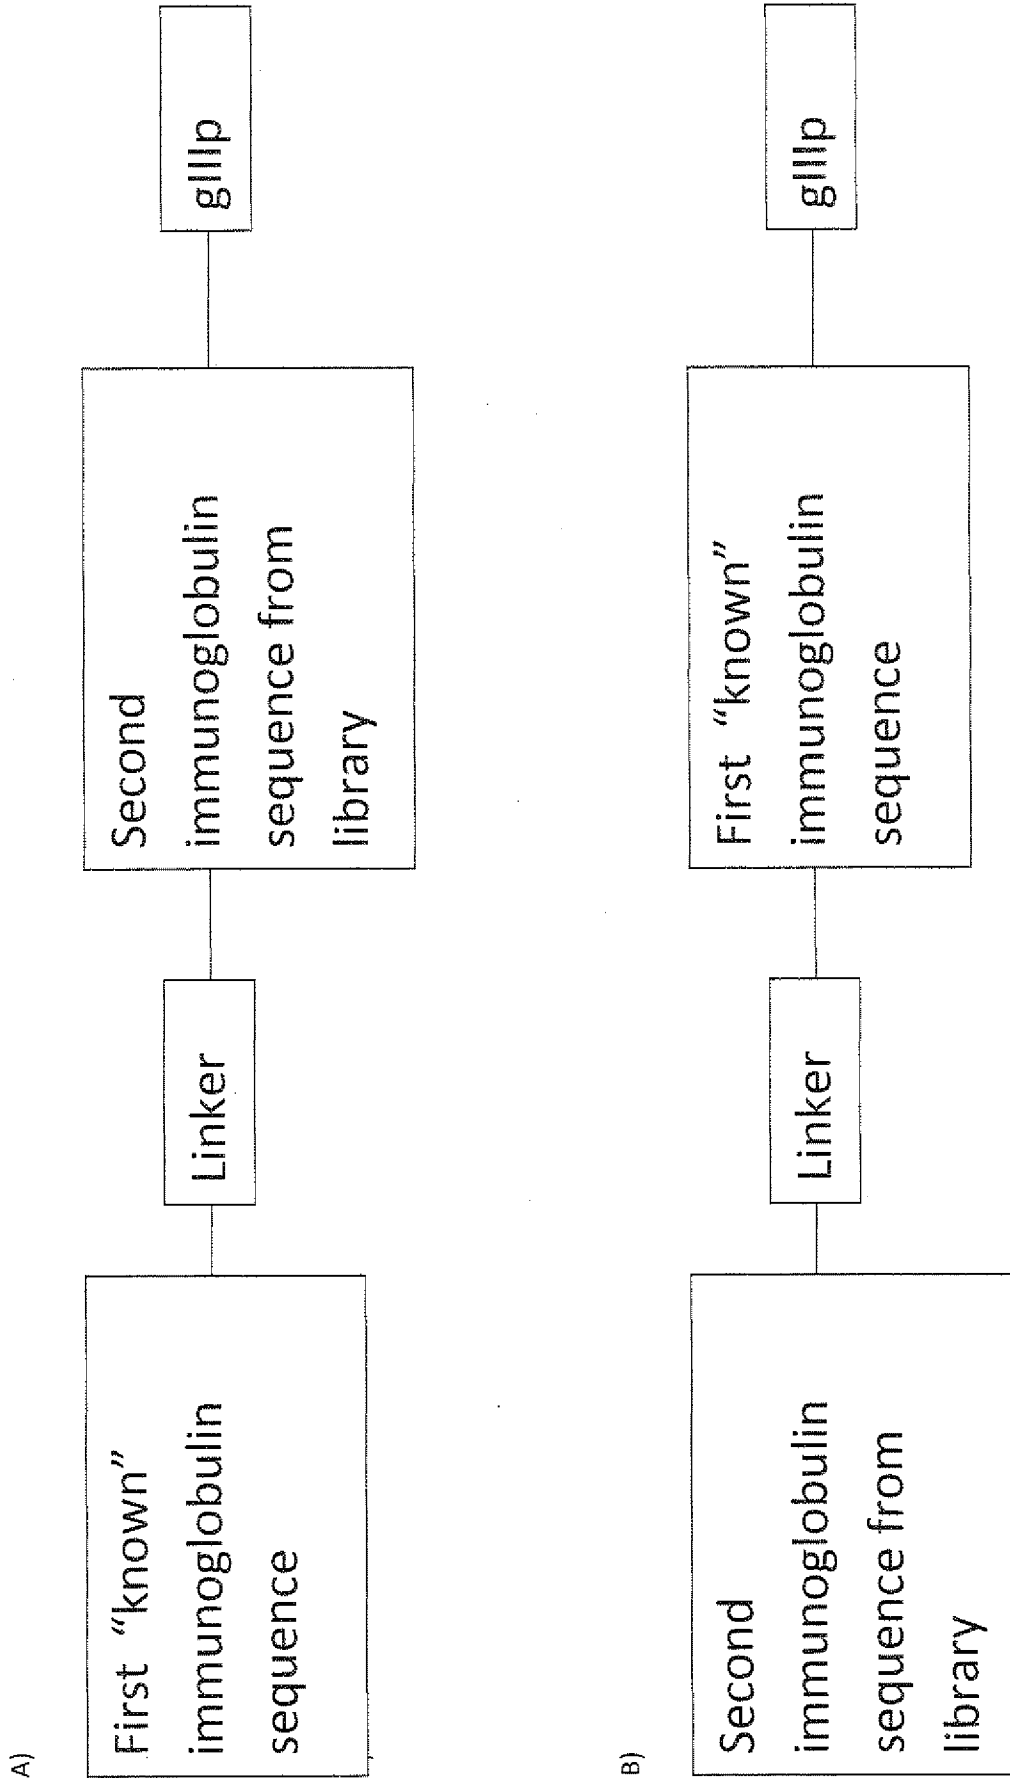 A)
First “known”
immunoglobulin
sequence
Linker
Second
immunoglobulin
sequence from
library
gIIIp
B)
Second
immunoglobulin
sequence from
library
Linker
First “known”
immunoglobulin
sequence
gIIIp